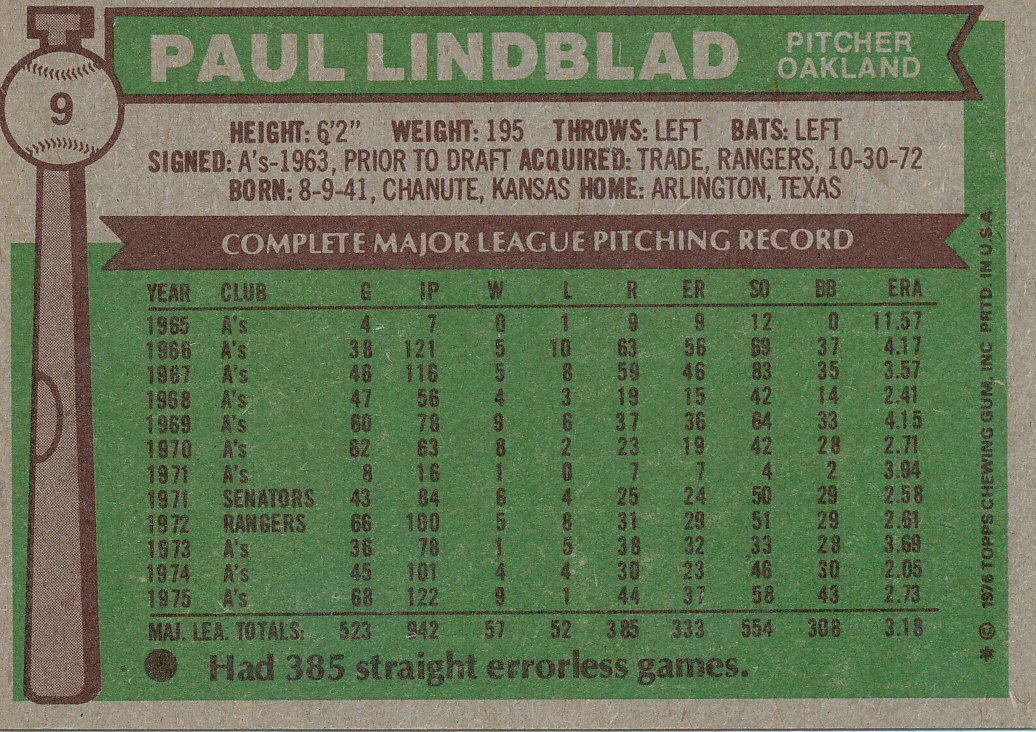 9
PAUL LINDBLAD
PITCHER
OAKLAND
HEIGHT: 6'2" WEIGHT: 195 THROWS: LEFT BATS: LEFT
SIGNED: A's-1963, PRIOR TO DRAFT ACQUIRED: TRADE, RANGERS, 10-30-72
BORN: 8-9-41, CHANUTE, KANSAS HOME: ARLINGTON, TEXAS
COMPLETE MAJOR LEAGUE PITCHING RECORD
YEAR CLUB G IP W L R ER SO BB ERA
1965 A's 4 7 0 1 9 9 12 0 11.57
1966 A's 38 121 5 10 63 56 69 37 4.17
1967 A's 46 116 5 8 59 46 83 35 3.57
1968 A's 47 56 4 3 19 15 42 14 2.41
1969 A's 60 78 9 6 37 36 64 33 4.15
1970 A's 62 63 8 2 23 19 42 28 2.71
1971 A's 8 16 1 0 7 7 4 2 3.94
1971 SENATORS 43 84 6 4 25 24 50 29 2.58
1972 RANGERS 66 100 5 8 31 29 51 29 2.61
1973 A's 36 78 1 5 38 32 33 28 3.69
1974 A's 45 101 4 4 30 23 46 30 2.05
1975 A's 68 122 9 1 44 37 58 43 2.73
MAJ. LEA. TOTALS: 523 942 57 52 385 333 554 308 3.18
● Had 385 straight errorless games.
* © 1976 TOPPS CHEWING GUM, INC PRTD. IN U.S.A.